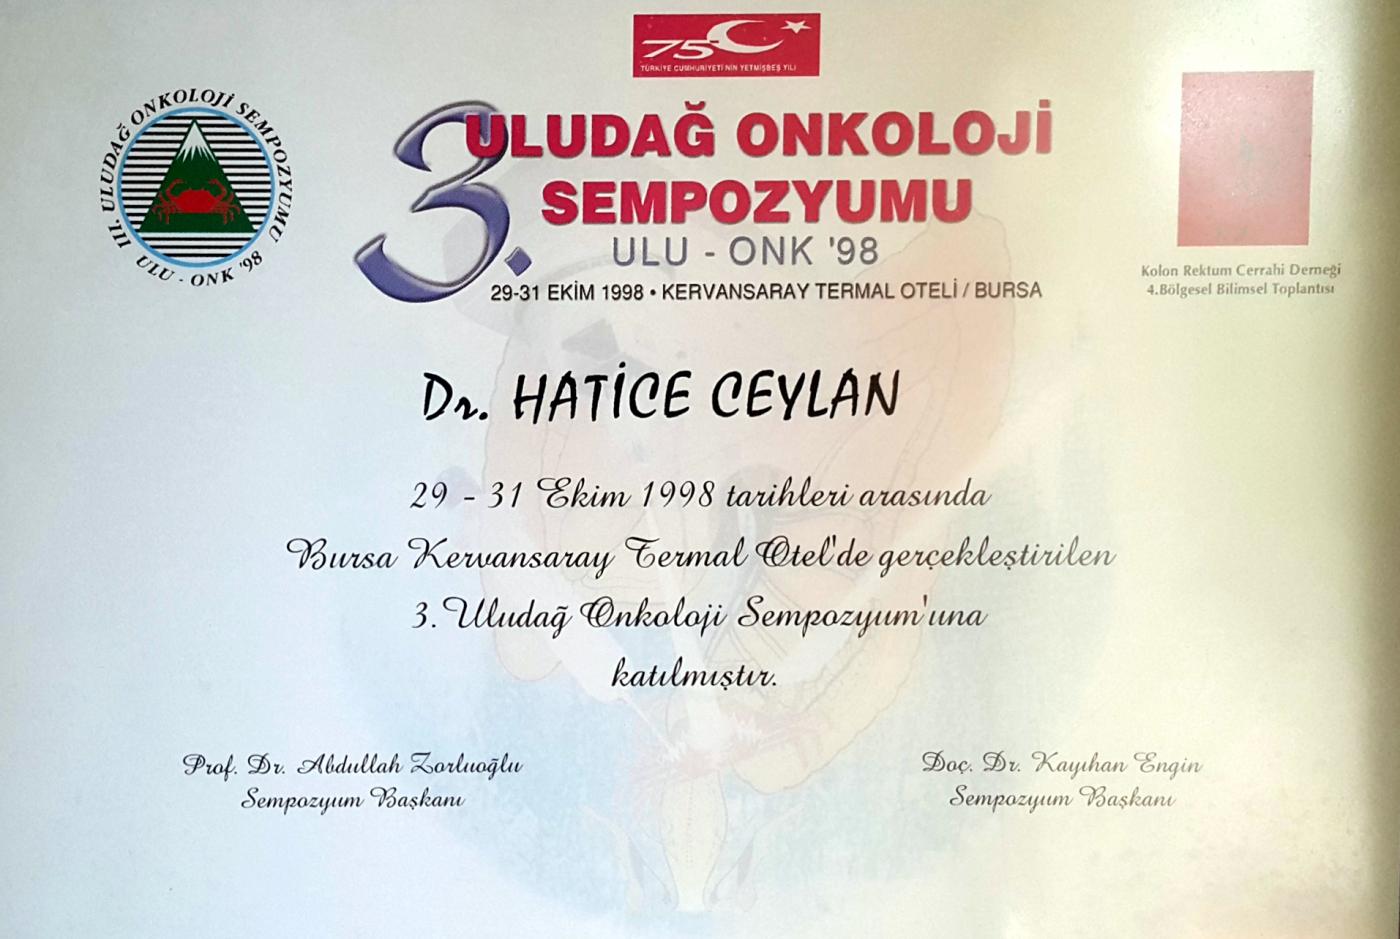 75
TÜRKİYE CUMHURİYETİ'NİN YETMİŞBEŞ YILI
III. ULUDAĞ ONKOLOJİ SEMPOZYUMU
ULU - ONK '98
3. ULUDAĞ ONKOLOJİ
SEMPOZYUMU
ULU - ONK '98
29-31 EKİM 1998 • KERVANSARAY TERMAL OTELİ / BURSA
Kolon Rektum Cerrahi Derneği
4.Bölgesel Bilimsel Toplantısı
Dr. HATİCE CEYLAN
29 - 31 Ekim 1998 tarihleri arasında
Bursa Kervansaray Termal Otel'de gerçekleştirilen
3. Uludağ Onkoloji Sempozyum'una
katılmıştır.
Prof. Dr. Abdullah Zorluoğlu
Sempozyum Başkanı
Doç. Dr. Kayıhan Engin
Sempozyum Başkanı